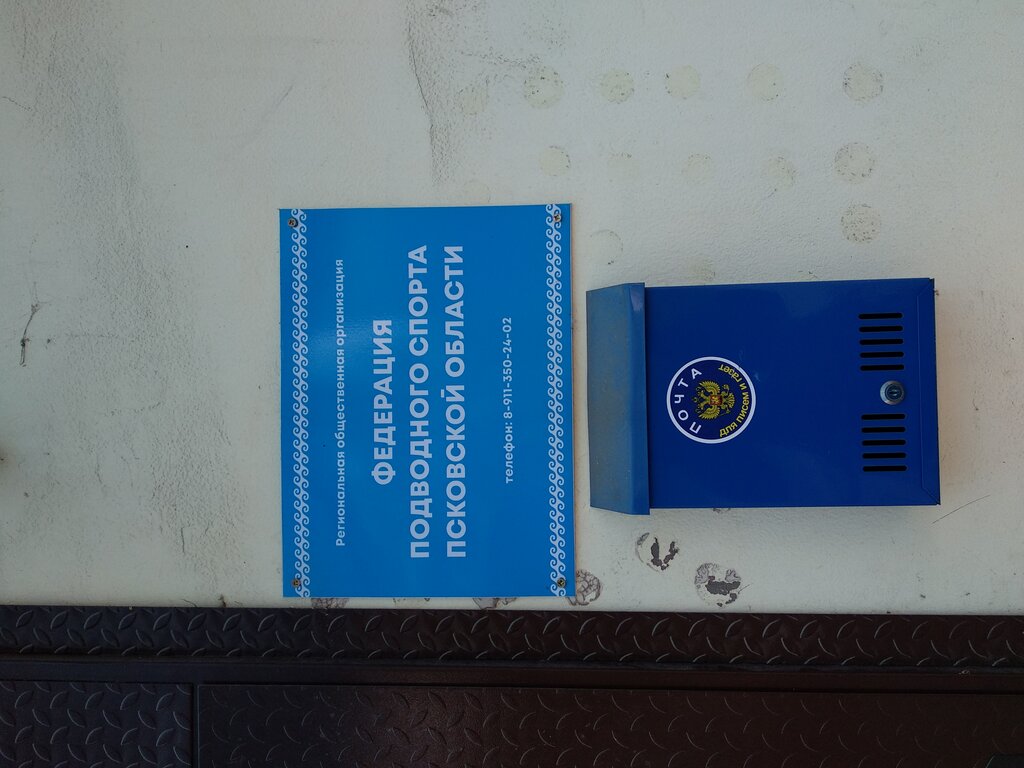 Региональная общественная организация
ФЕДЕРАЦИЯ
ПОДВОДНОГО СПОРТА
ПСКОВСКОЙ ОБЛАСТИ
телефон: 8-911-350-24-02
ПОЧТА
для писем и газет